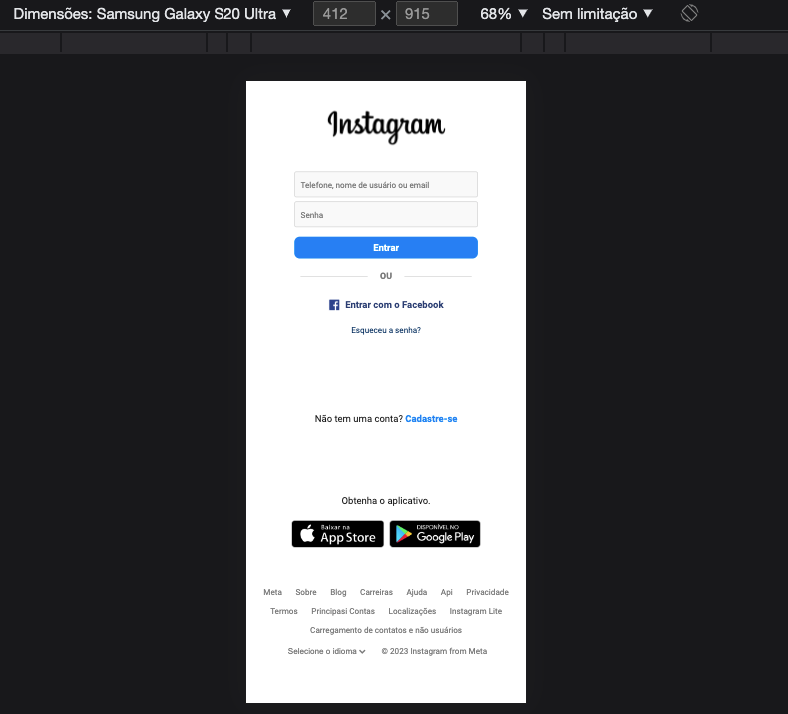 Dimensões: Samsung Galaxy S20 Ultra ▼ 412 × 915 68% ▼ Sem limitação ▼
Instagram
Telefone, nome de usuário ou email
Senha
Entrar
OU
Entrar com o Facebook
Esqueceu a senha?
Não tem uma conta? Cadastre-se
Obtenha o aplicativo.
Baixar na
App Store
DISPONÍVEL NO
Google Play
Meta Sobre Blog Carreiras Ajuda Api Privacidade
Termos Principasi Contas Localizações Instagram Lite
Carregamento de contatos e não usuários
Selecione o idioma © 2023 Instagram from Meta